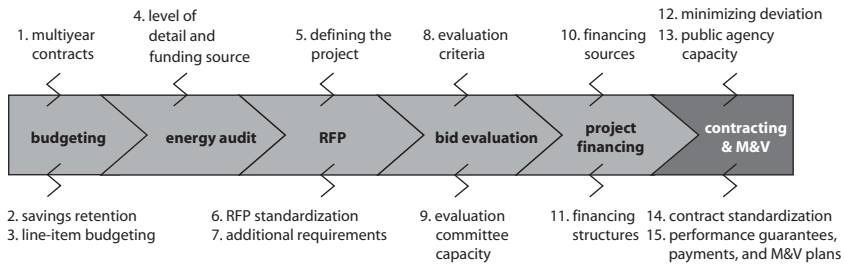 12. minimizing deviation
4. level of
1. multiyear
detail and
5. defining the
8. evaluation
10. financing
13. public agency
contracts
funding source
project
criteria
sources
capacity
budgeting
energy audit
RFP
bid evaluation
project
financing
contracting
& M&V
2. savings retention
3. line-item budgeting
6. RFP standardization
7. additional requirements
9. evaluation
committee
capacity
11. financing
structures
14. contract standardization
15. performance guarantees,
payments, and M&V plans